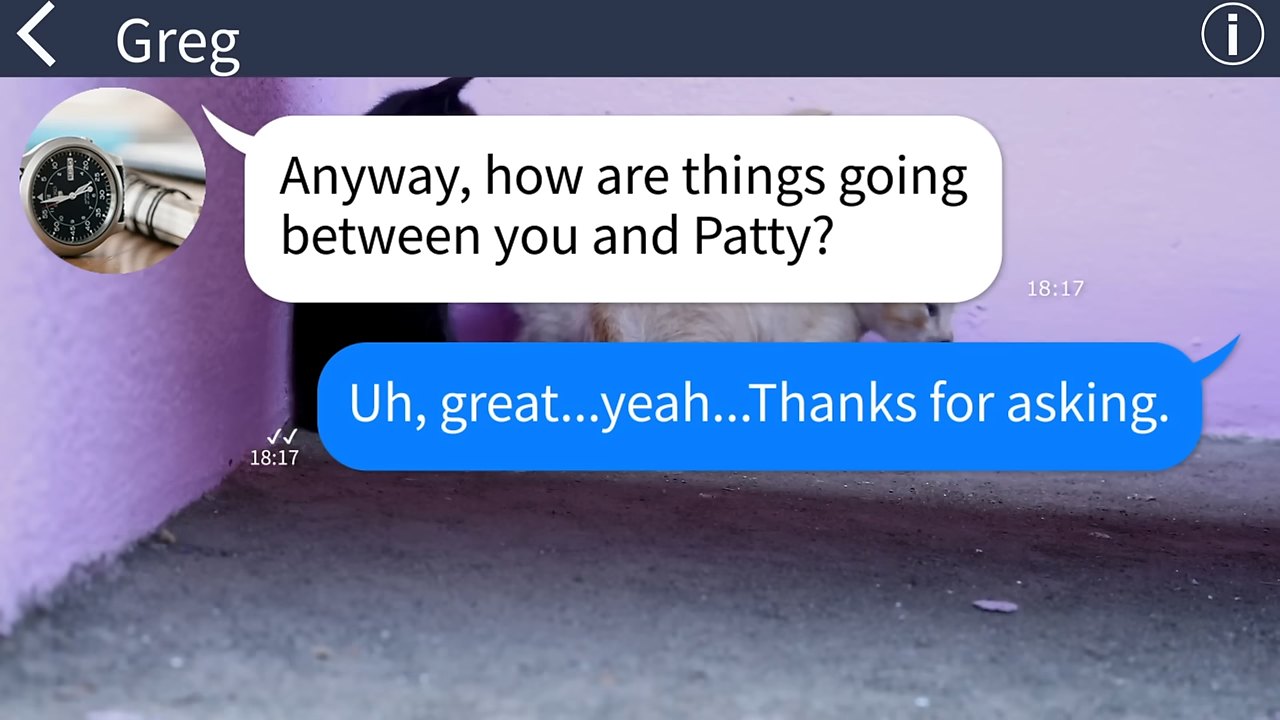 Greg
Anyway, how are things going
between you and Patty?
18:17
Uh, great...yeah...Thanks for asking.
18:17